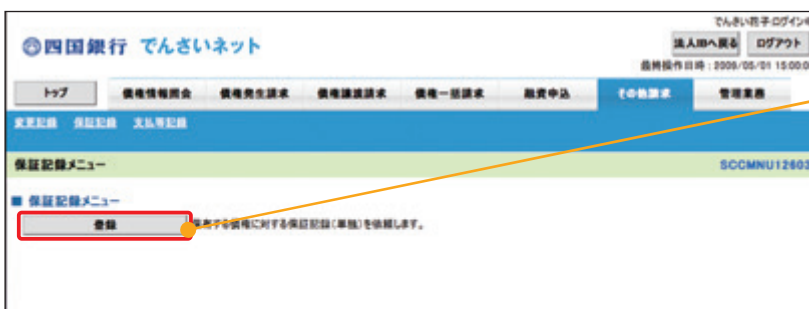 でんさい花子ログイン中
四国銀行 でんさいネット
法人IBへ戻る ログアウト
最終操作日時：2009/05/01 15:00:0
トップ 債権情報照会 債権発生請求 債権譲渡請求 債権一括請求 融資申込 その他請求 管理業務
変更記録 保証記録 支払等記録
保証記録メニュー SCCMNU12603
■ 保証記録メニュー
登録 する債権に対する保証記録（単独）を依頼します。